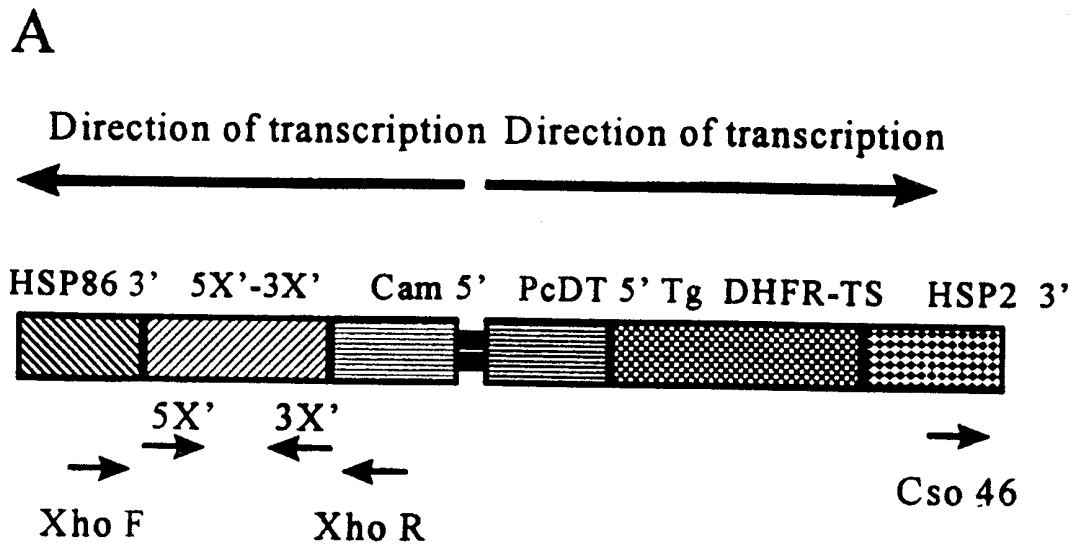 A
Direction of transcription Direction of transcription
HSP86 3' 5X'-3X' Cam 5' PcDT 5' Tg DHFR-TS HSP2 3'
5X' 3X'
Cso 46
Xho F Xho R